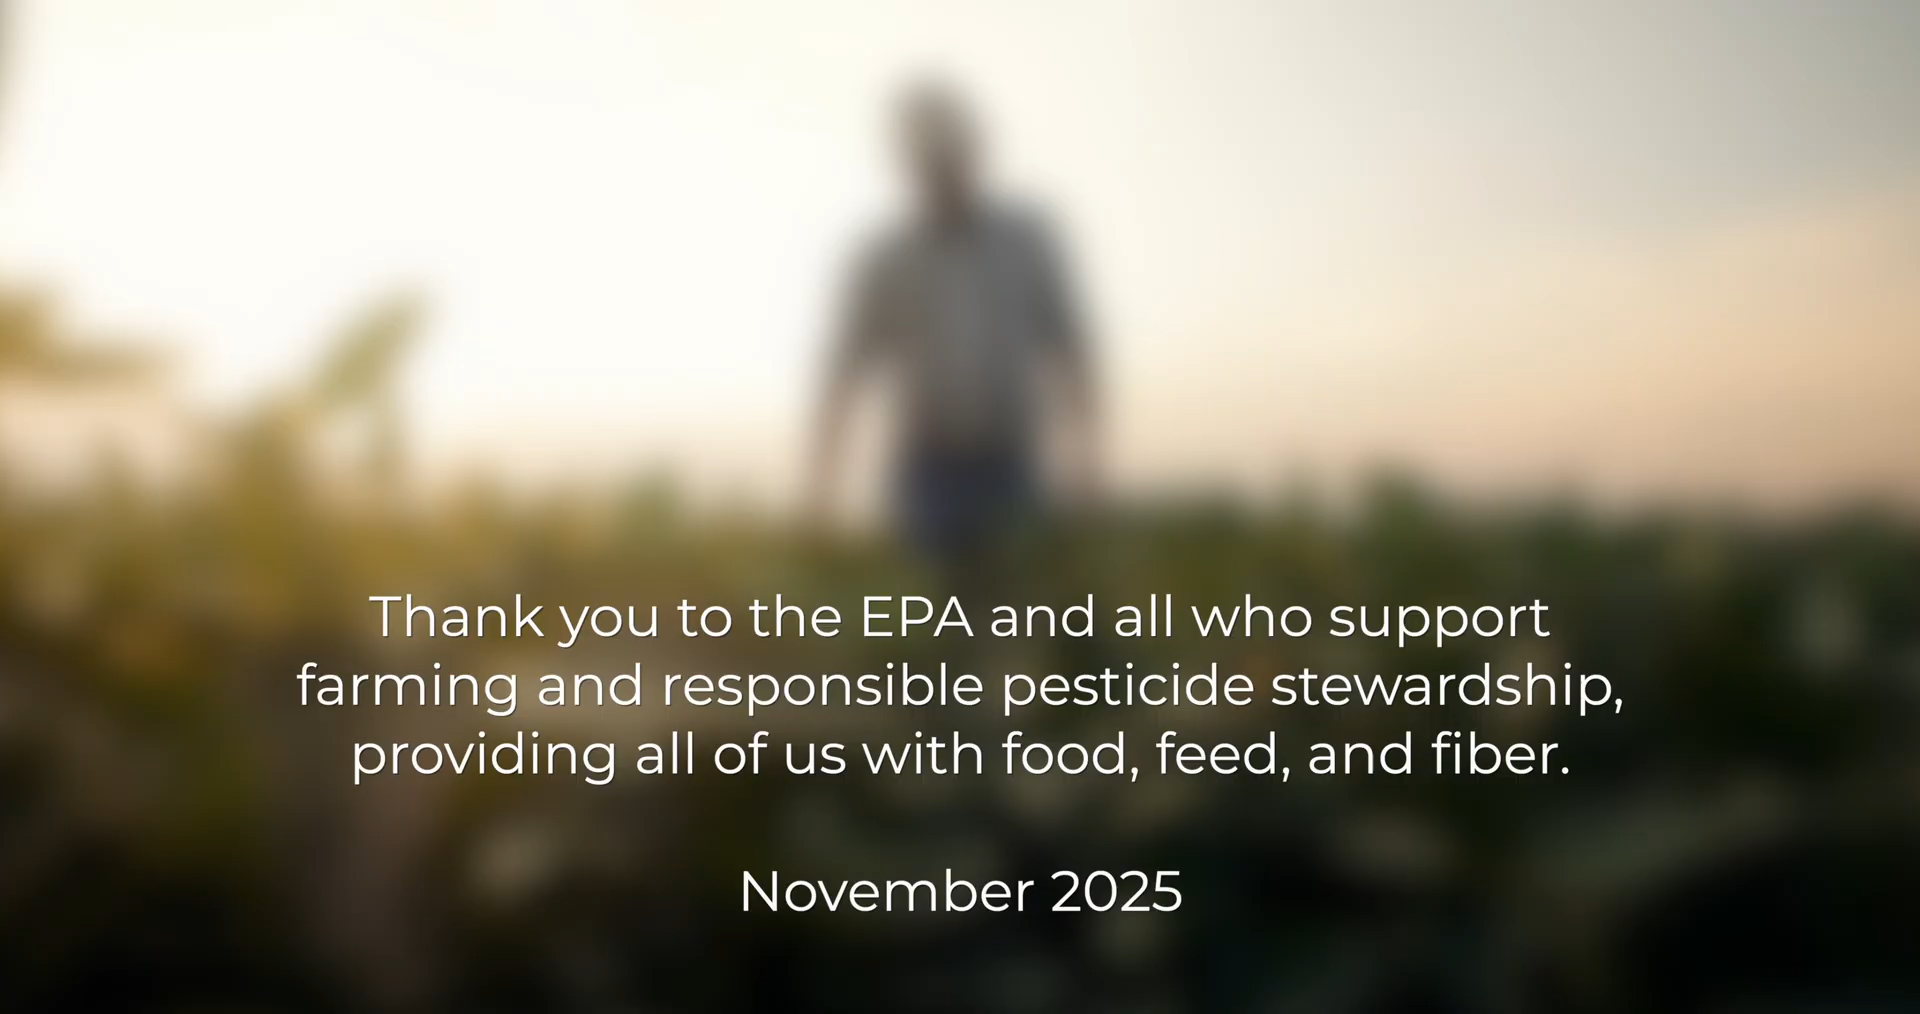 Thank you to the EPA and all who support
farming and responsible pesticide stewardship,
providing all of us with food, feed, and fiber.
November 2025